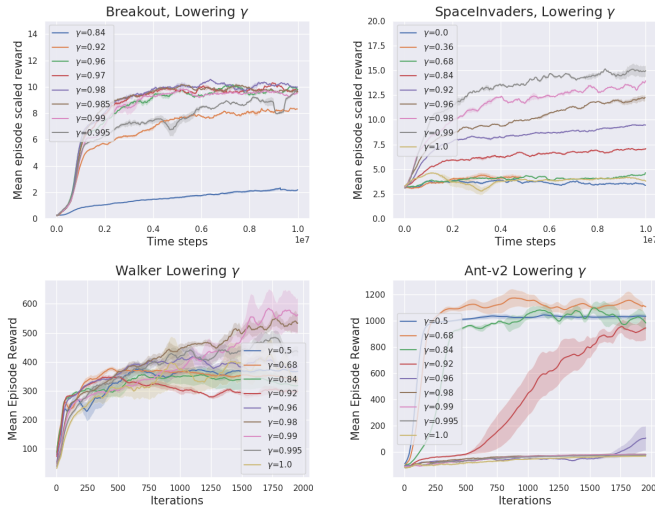 Breakout, Lowering γ
Mean episode scaled reward
14
12
10
8
6
4
2
0
γ=0.84
γ=0.92
γ=0.96
γ=0.97
γ=0.98
γ=0.985
γ=0.99
γ=0.995
0.0 0.2 0.4 0.6 0.8 1.0
1e7
Time steps
SpaceInvaders, Lowering γ
Mean episode scaled reward
20.0
17.5
15.0
12.5
10.0
7.5
5.0
2.5
0.0
γ=0.0
γ=0.36
γ=0.68
γ=0.84
γ=0.92
γ=0.96
γ=0.98
γ=0.99
γ=1.0
0.0 0.2 0.4 0.6 0.8 1.0
1e7
Time steps
Walker Lowering γ
Mean Episode Reward
600
500
400
300
200
100
γ=0.5
γ=0.68
γ=0.84
γ=0.92
γ=0.96
γ=0.98
γ=0.99
γ=0.995
γ=1.0
0 250 500 750 1000 1250 1500 1750 2000
Iterations
Ant-v2 Lowering γ
Mean Episode Reward
1200
1000
800
600
400
200
0
γ=0.5
γ=0.68
γ=0.84
γ=0.92
γ=0.96
γ=0.98
γ=0.99
γ=0.995
γ=1.0
0 250 500 750 1000 1250 1500 1750 2000
Iterations